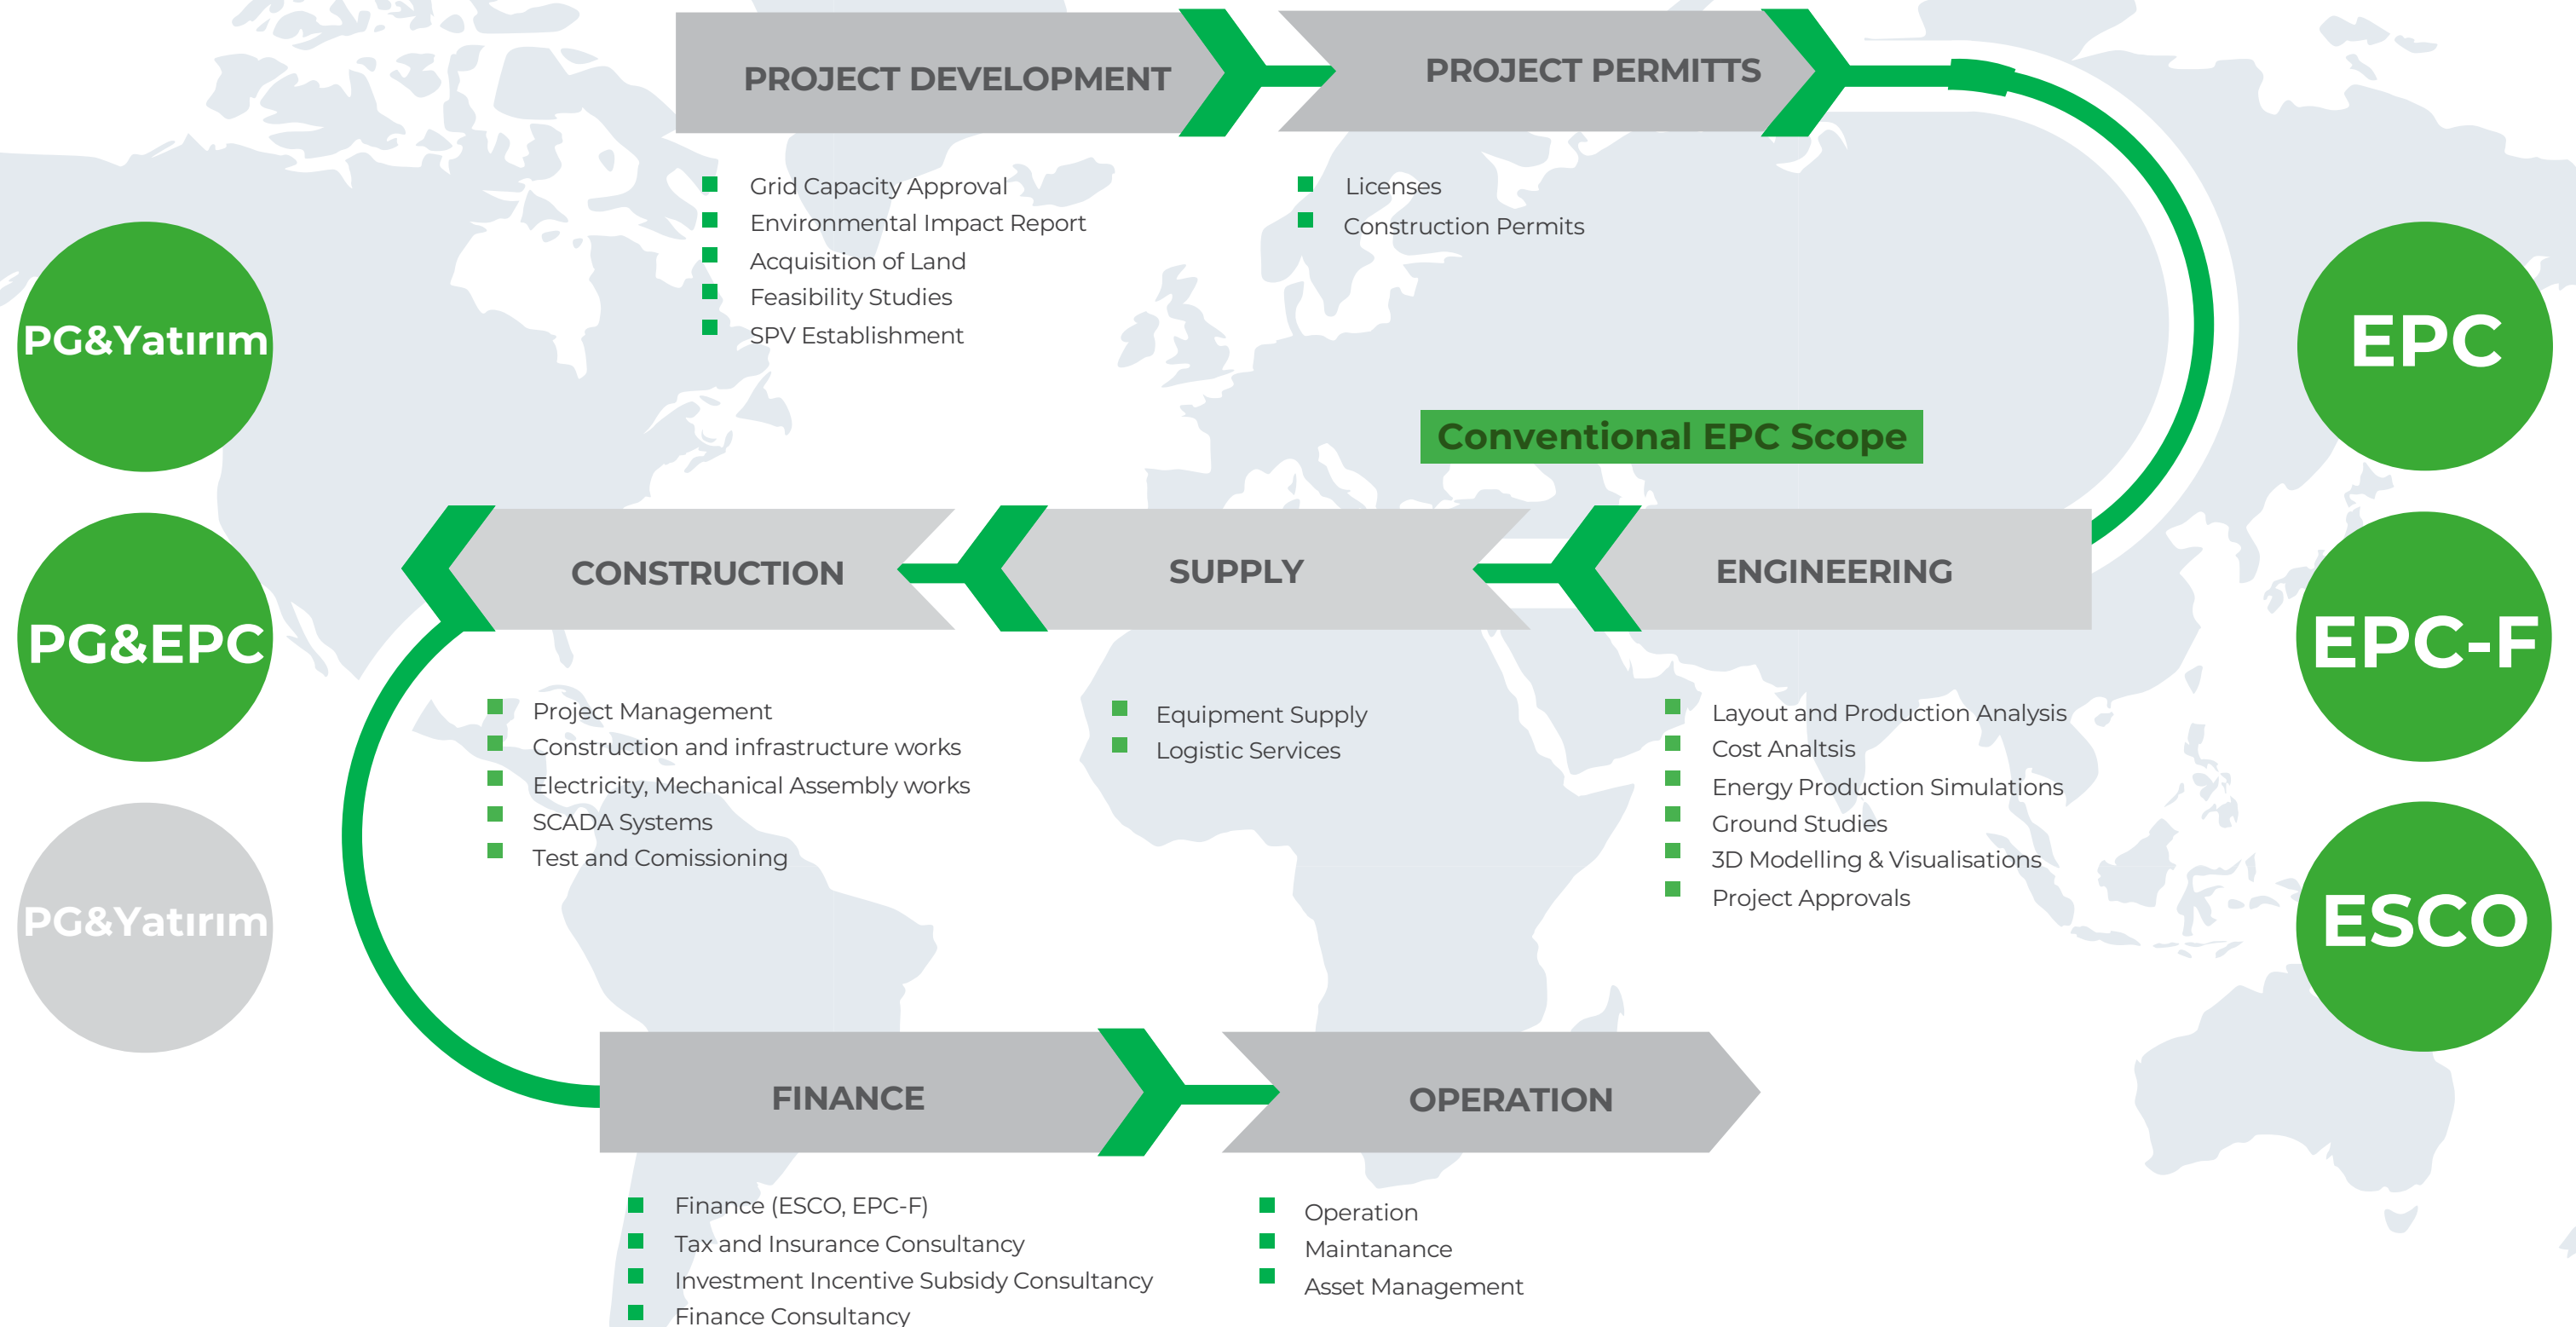 PROJECT DEVELOPMENT
Grid Capacity Approval
Environmental Impact Report
Acquisition of Land
Feasibility Studies
SPV Establishment
PROJECT PERMITTS
Licenses
Construction Permits
PG&Yatırım
PG&EPC
PG&Yatırım
EPC
EPC-F
ESCO
Conventional EPC Scope
ENGINEERING
Layout and Production Analysis
Cost Analtsis
Energy Production Simulations
Ground Studies
3D Modelling & Visualisations
Project Approvals
SUPPLY
Equipment Supply
Logistic Services
CONSTRUCTION
Project Management
Construction and infrastructure works
Electricity, Mechanical Assembly works
SCADA Systems
Test and Comissioning
FINANCE
Finance (ESCO, EPC-F)
Tax and Insurance Consultancy
Investment Incentive Subsidy Consultancy
Finance Consultancy
OPERATION
Operation
Maintanance
Asset Management